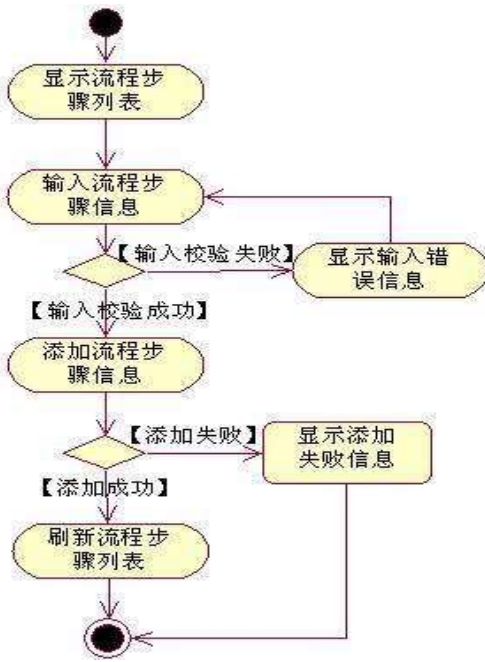 显示流程步
骤列表
输入流程步
骤信息
【输入校验失败】
显示输入错
误信息
【输入校验成功】
添加流程步
骤信息
【添加失败】
显示添加
失败信息
【添加成功】
刷新流程步
骤列表